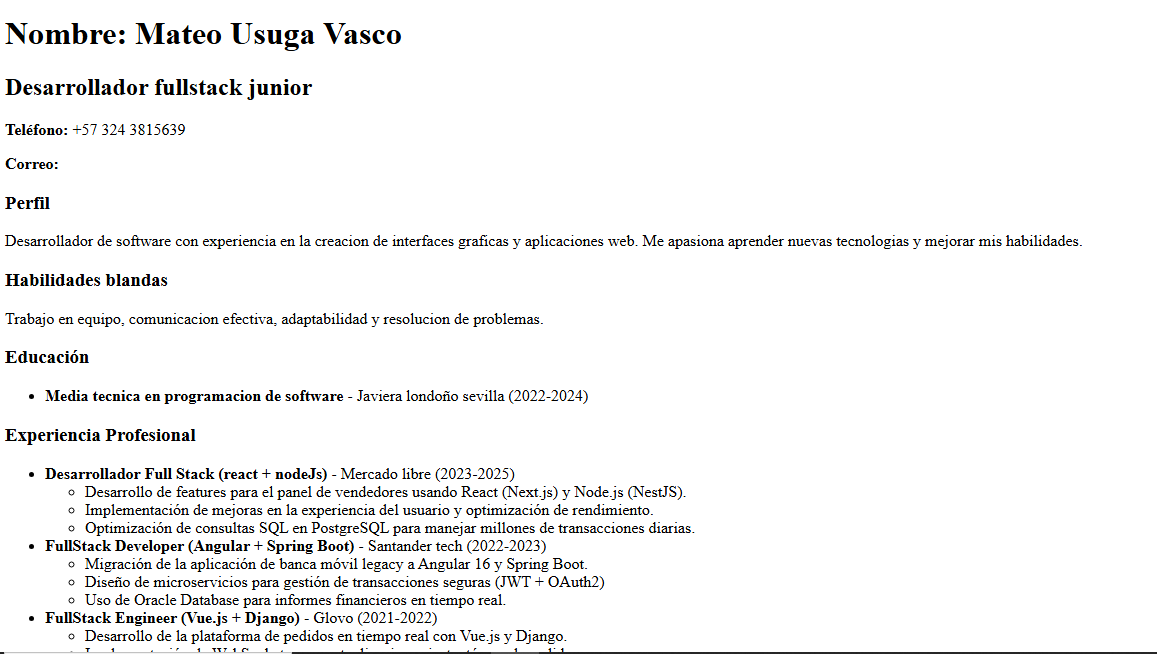 Nombre: Mateo Usuga Vasco
Desarrollador fullstack junior
Teléfono: +57 324 3815639
Correo:
Perfil
Desarrollador de software con experiencia en la creacion de interfaces graficas y aplicaciones web. Me apasiona aprender nuevas tecnologias y mejorar mis habilidades.
Habilidades blandas
Trabajo en equipo, comunicacion efectiva, adaptabilidad y resolucion de problemas.
Educación
• Media tecnica en programacion de software - Javiera londoño sevilla (2022-2024)
Experiencia Profesional
• Desarrollador Full Stack (react + nodeJs) - Mercado libre (2023-2025)
◦ Desarrollo de features para el panel de vendedores usando React (Next.js) y Node.js (NestJS).
◦ Implementación de mejoras en la experiencia del usuario y optimización de rendimiento.
◦ Optimización de consultas SQL en PostgreSQL para manejar millones de transacciones diarias.
• FullStack Developer (Angular + Spring Boot) - Santander tech (2022-2023)
◦ Migración de la aplicación de banca móvil legacy a Angular 16 y Spring Boot.
◦ Diseño de microservicios para gestión de transacciones seguras (JWT + OAuth2)
◦ Uso de Oracle Database para informes financieros en tiempo real.
• FullStack Engineer (Vue.js + Django) - Glovo (2021-2022)
◦ Desarrollo de la plataforma de pedidos en tiempo real con Vue.js y Django.